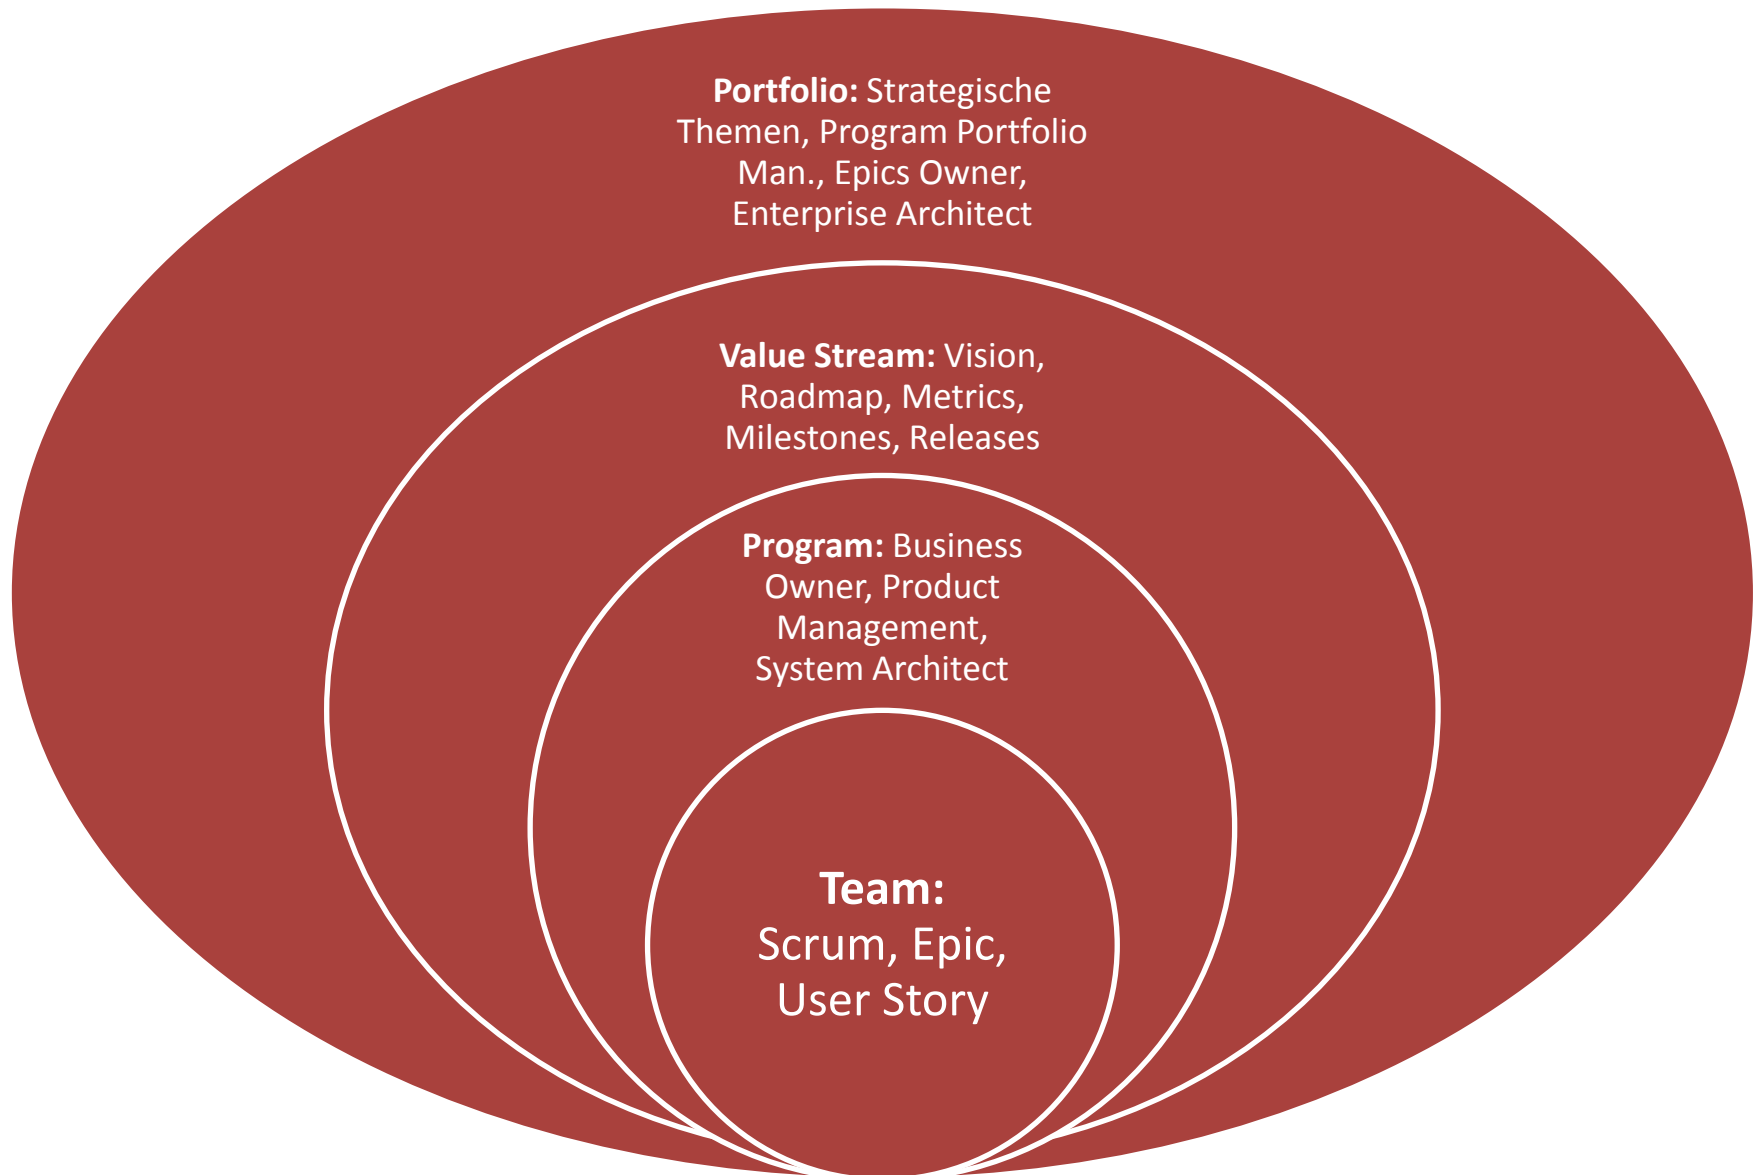 Portfolio: Strategische
Themen, Program Portfolio
Man., Epics Owner,
Enterprise Architect
Value Stream: Vision,
Roadmap, Metrics,
Milestones, Releases
Program: Business
Owner, Product
Management,
System Architect
Team:
Scrum, Epic,
User Story